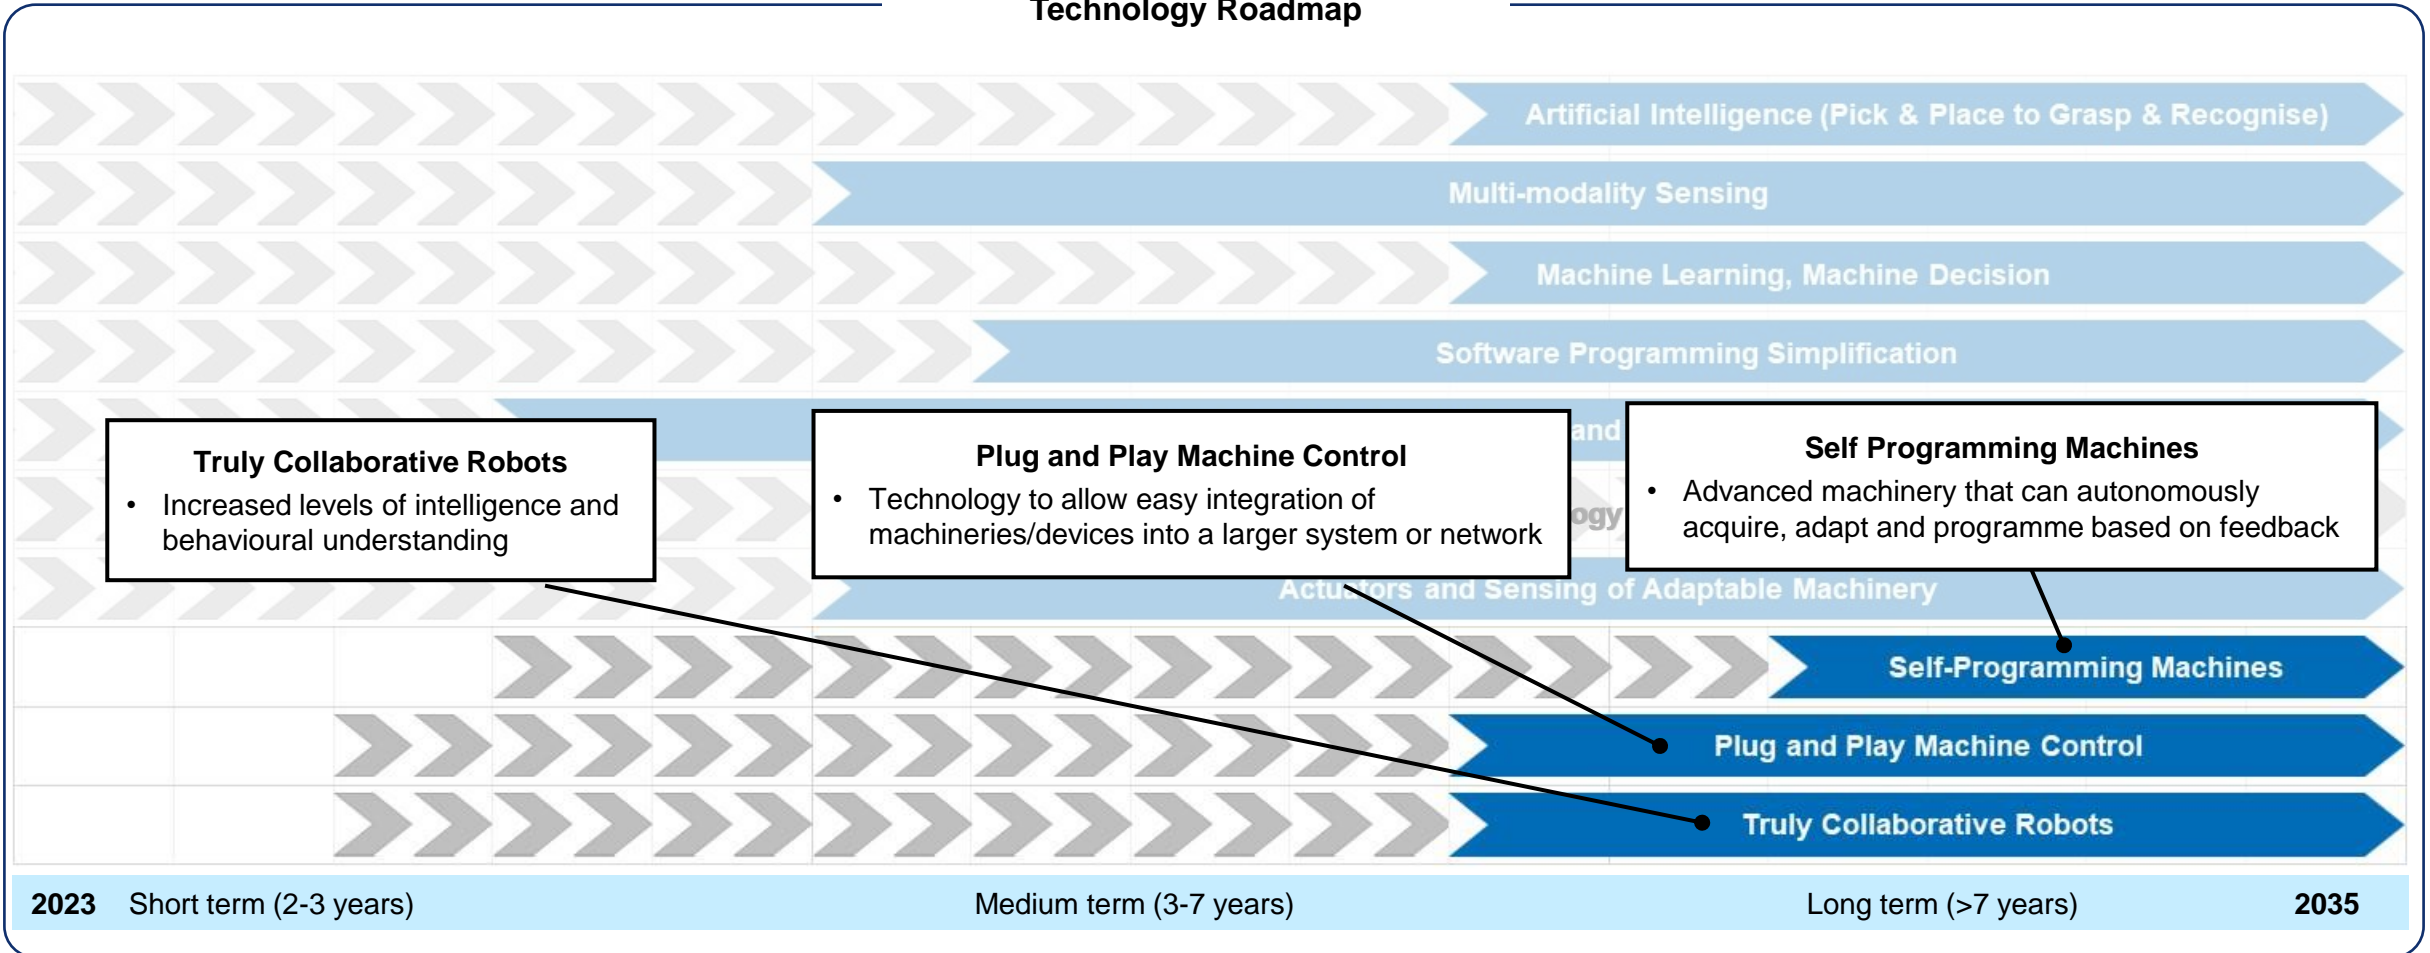 Technology Roadmap
Artificial Intelligence (Pick & Place to Grasp & Recognise)
Multi-modality Sensing
Machine Learning, Machine Decision
Software Programming Simplification
and
Truly Collaborative Robots
• Increased levels of intelligence and
behavioural understanding
Plug and Play Machine Control
• Technology to allow easy integration of
machineries/devices into a larger system or network
ogy
Self Programming Machines
• Advanced machinery that can autonomously
acquire, adapt and programme based on feedback
Actuators and Sensing of Adaptable Machinery
Self-Programming Machines
Plug and Play Machine Control
Truly Collaborative Robots
2023 Short term (2-3 years) Medium term (3-7 years) Long term (>7 years) 2035